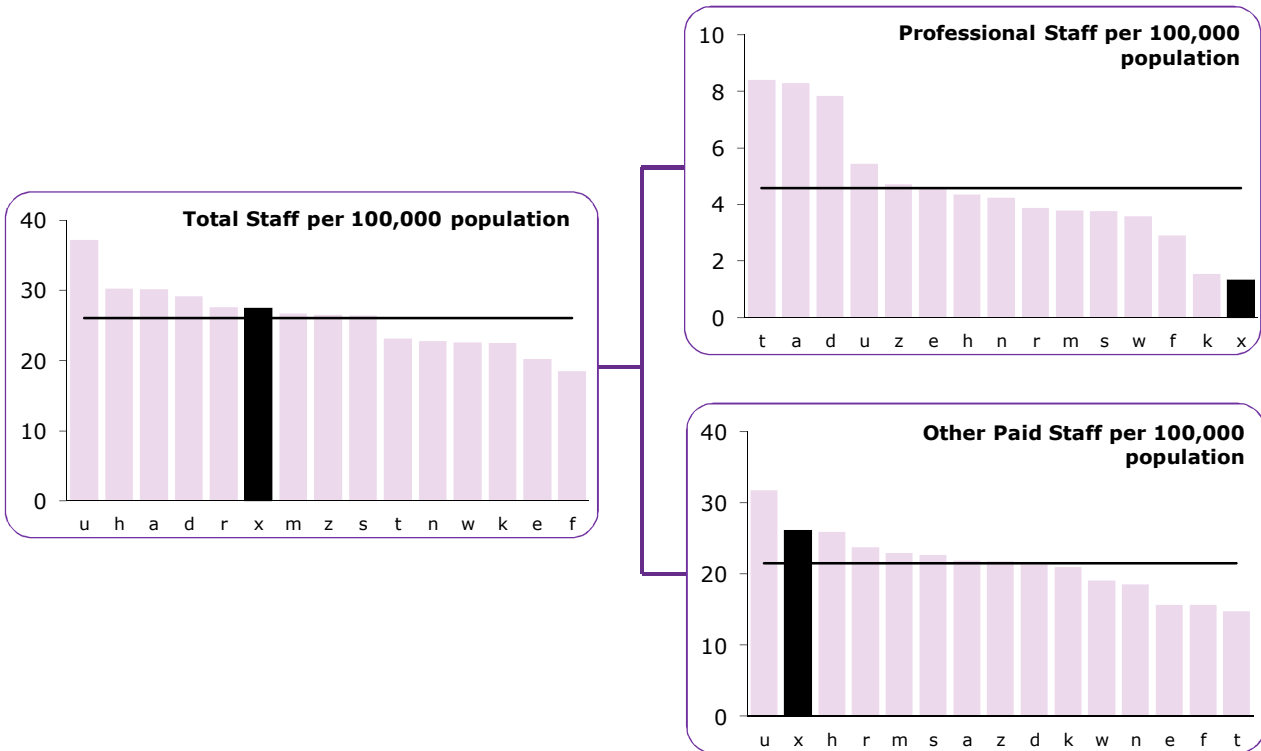 Total Staff per 100,000 population
40
30
20
10
0
u h a d r x m z s t n w k e f
Professional Staff per 100,000
population
10
8
6
4
2
0
t a d u z e h n r m s w f k x
Other Paid Staff per 100,000
population
40
30
20
10
0
u x h r m s a z d k w n e f t